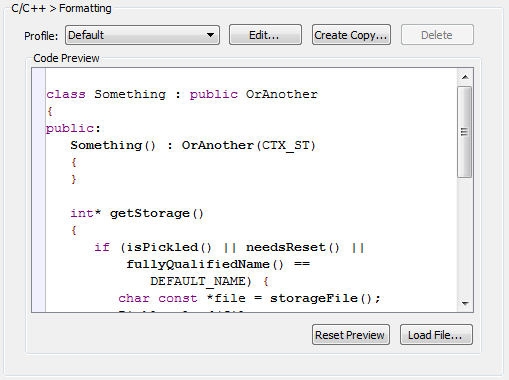 C/C++ > Formatting
Profile: Default Edit... Create Copy... Delete
Code Preview
class Something : public OrAnother
{
public:
Something() : OrAnother(CTX_ST)
{
}
int* getStorage()
{
if (isPickled() || needsReset() ||
fullyQualifiedName() ==
DEFAULT_NAME) {
char const *file = storageFile();
Reset Preview Load File...